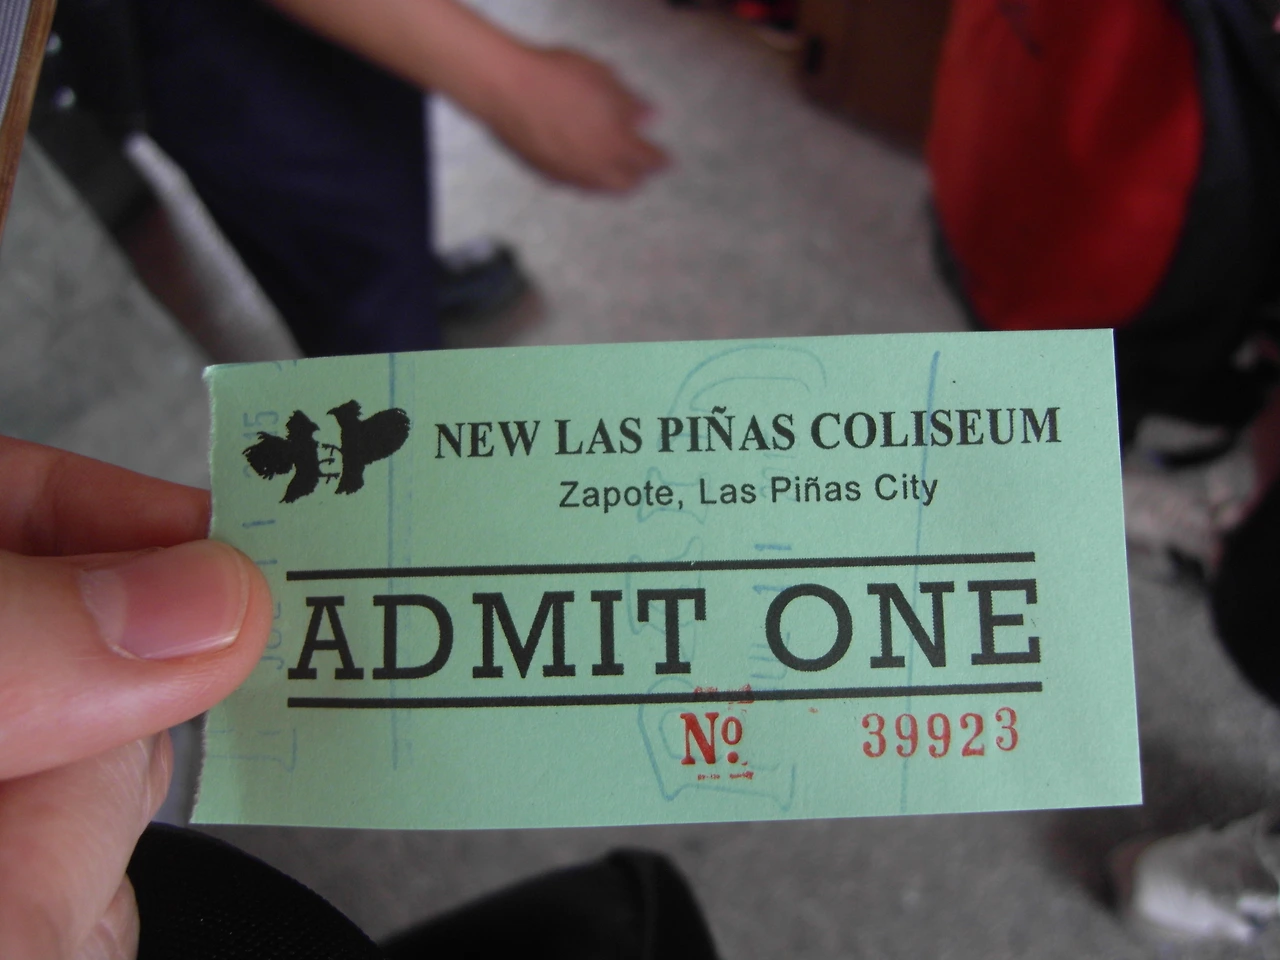 NEW LAS PIÑAS COLISEUM
Zapote, Las Piñas City
ADMIT ONE
Nº 39923